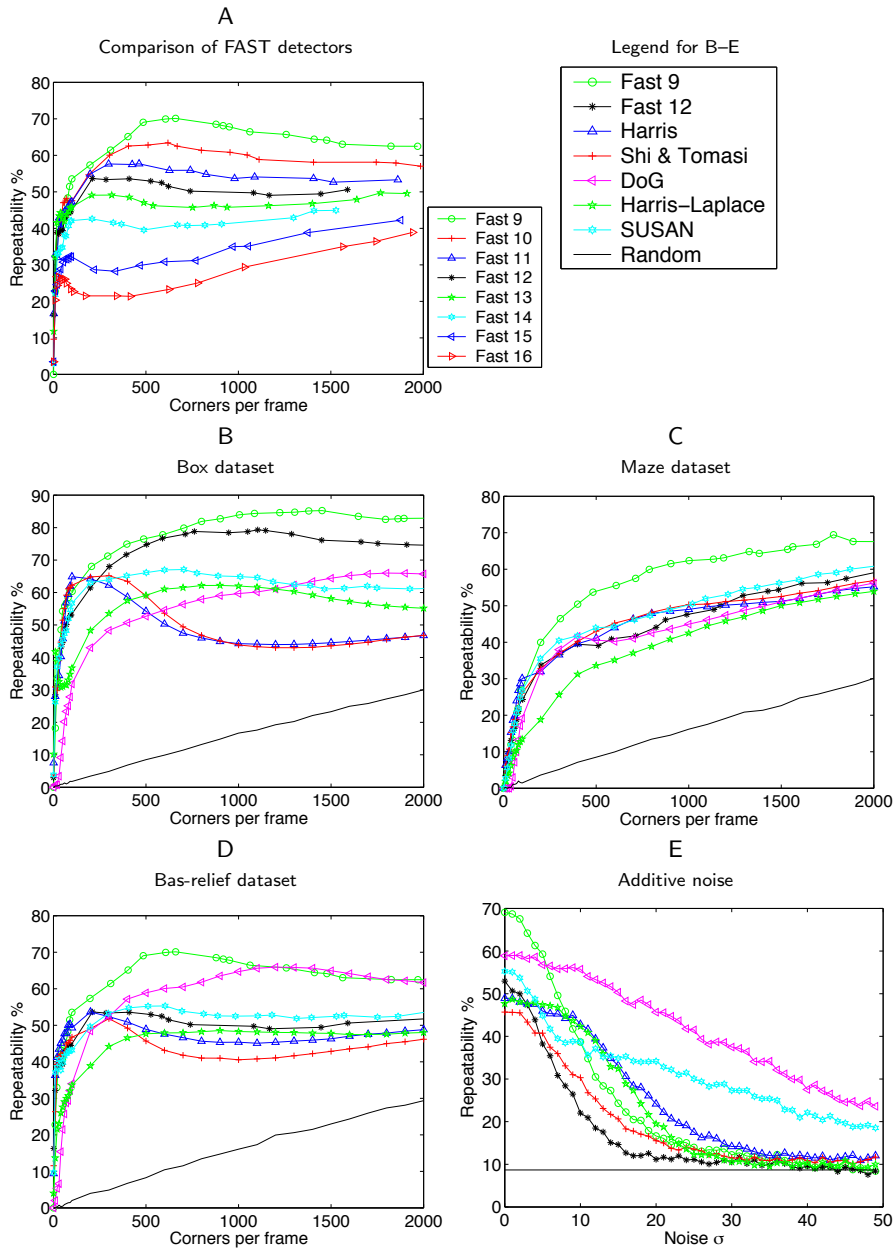 A
Comparison of FAST detectors
Repeatability %
80
70
60
50
40
30
20
10
0
0 500 1000 1500 2000
Corners per frame
Fast 9
Fast 10
Fast 11
Fast 12
Fast 13
Fast 14
Fast 15
Fast 16
Legend for B–E
Fast 9
Fast 12
Harris
Shi & Tomasi
DoG
Harris−Laplace
SUSAN
Random
B
Box dataset
Repeatability %
90
80
70
60
50
40
30
20
10
0
0 500 1000 1500 2000
Corners per frame
C
Maze dataset
Repeatability %
80
70
60
50
40
30
20
10
0
0 500 1000 1500 2000
Corners per frame
D
Bas-relief dataset
Repeatability %
80
70
60
50
40
30
20
10
0
0 500 1000 1500 2000
Corners per frame
E
Additive noise
Repeatability %
70
60
50
40
30
20
10
0
0 10 20 30 40 50
Noise σ